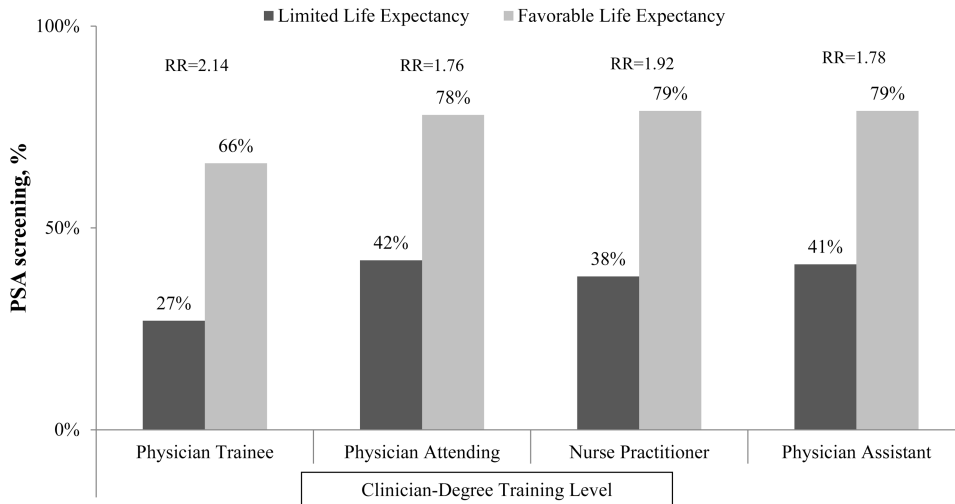 Limited Life Expectancy Favorable Life Expectancy
100%
RR=2.14 RR=1.76 RR=1.92 RR=1.78
66% 78% 79% 79%
PSA screening, %
50%
27% 42% 38% 41%
0%
Physician Trainee Physician Attending Nurse Practitioner Physician Assistant
Clinician-Degree Training Level